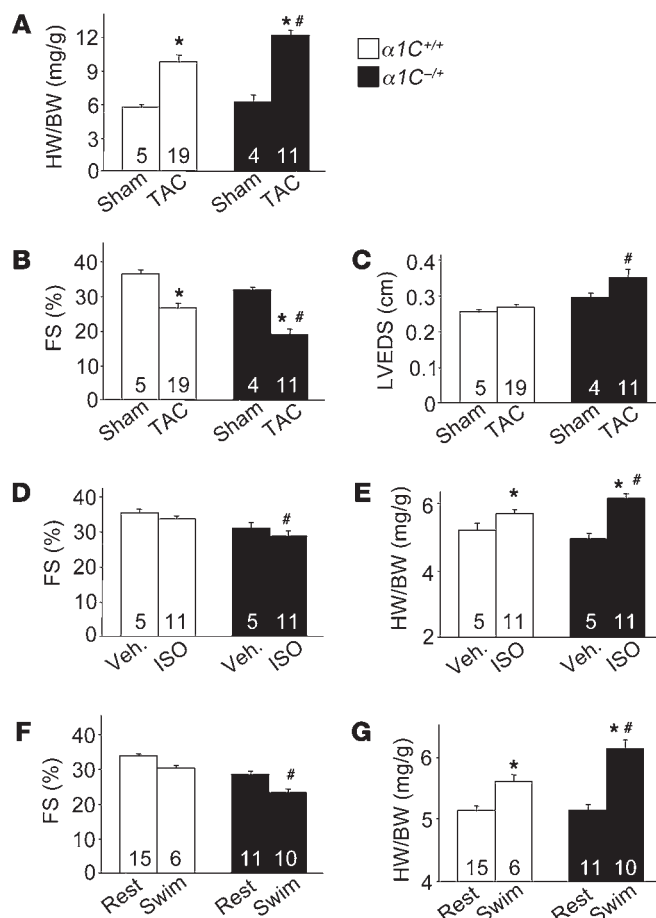 A
HW/BW (mg/g)
12
9
6
3
0
* * #
5 19 4 11
Sham TAC Sham TAC
α1C+/+
α1C−/+
B
FS (%)
40
30
20
10
0
* * #
5 19 4 11
Sham TAC Sham TAC
C
LVEDS (cm)
0.4
0.3
0.2
0.1
0
#
5 19 4 11
Sham TAC Sham TAC
D
FS (%)
40
30
20
10
0
#
5 11 5 11
Veh. ISO Veh. ISO
E
HW/BW (mg/g)
6
4
2
* * #
5 11 5 11
Veh. ISO Veh. ISO
F
FS (%)
40
30
20
10
0
#
15 6 11 10
Rest Swim Rest Swim
G
HW/BW (mg/g)
6
5
4
* * #
15 6 11 10
Rest Swim Rest Swim